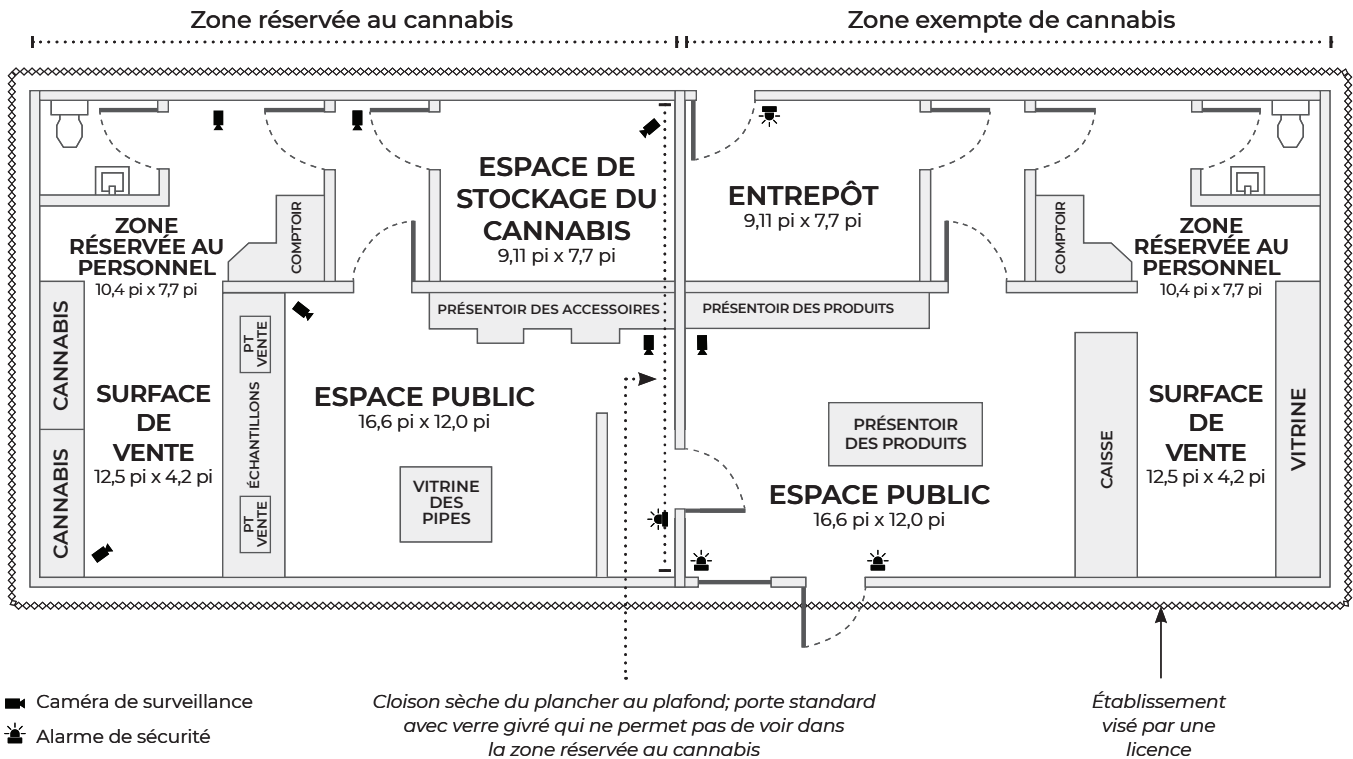 Zone réservée au cannabis
Zone exempte de cannabis
ESPACE DE
STOCKAGE DU
CANNABIS
9,11 pi x 7,7 pi
ENTREPÔT
9,11 pi x 7,7 pi
ZONE
RÉSERVÉE AU
PERSONNEL
10,4 pi x 7,7 pi
COMPTOIR
COMPTOIR
ZONE
RÉSERVÉE AU
PERSONNEL
10,4 pi x 7,7 pi
PRÉSENTOIR DES ACCESSOIRES
PRÉSENTOIR DES PRODUITS
CANNABIS
CANNABIS
SURFACE
DE
VENTE
12,5 pi x 4,2 pi
PT
VENTE
ÉCHANTILLONS
PT
VENTE
ESPACE PUBLIC
16,6 pi x 12,0 pi
VITRINE
DES
PIPES
PRÉSENTOIR
DES PRODUITS
ESPACE PUBLIC
16,6 pi x 12,0 pi
CAISSE
SURFACE
DE
VENTE
12,5 pi x 4,2 pi
VITRINE
Caméra de surveillance
Alarme de sécurité
Cloison sèche du plancher au plafond; porte standard
avec verre givré qui ne permet pas de voir dans
la zone réservée au cannabis
Établissement
visé par une
licence